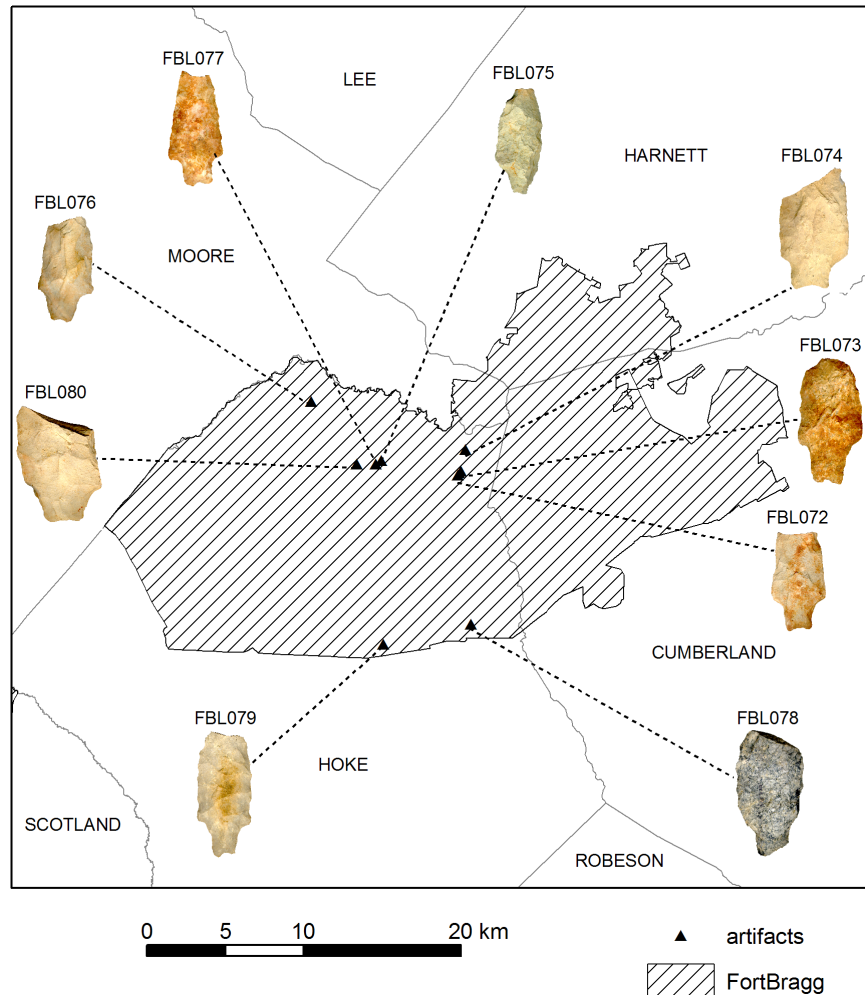 FBL077
LEE
FBL075
HARNETT
FBL074
FBL076
MOORE
FBL073
FBL080
FBL072
CUMBERLAND
FBL079
FBL078
HOKE
SCOTLAND
ROBESON
0 5 10 20 km
artifacts
FortBragg